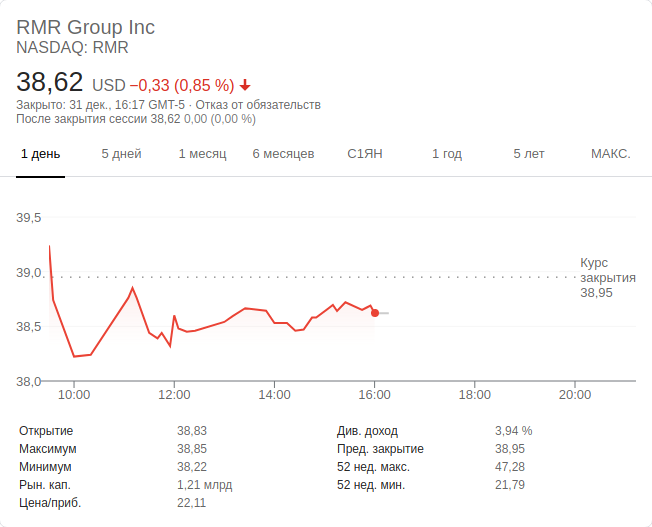 RMR Group Inc
NASDAQ: RMR
38,62 USD −0,33 (0,85 %)
Закрыто: 31 дек., 16:17 GMT-5 · Отказ от обязательств
После закрытия сессии 38,62 0,00 (0,00 %)
1 день 5 дней 1 месяц 6 месяцев С1ЯН 1 год 5 лет МАКС.
39,5
39,0
38,5
38,0
Курс
закрытия
38,95
10:00 12:00 14:00 16:00 18:00 20:00
Открытие 38,83 Див. доход 3,94 %
Максимум 38,85 Пред. закрытие 38,95
Минимум 38,22 52 нед. макс. 47,28
Рын. кап. 1,21 млрд 52 нед. мин. 21,79
Цена/приб. 22,11